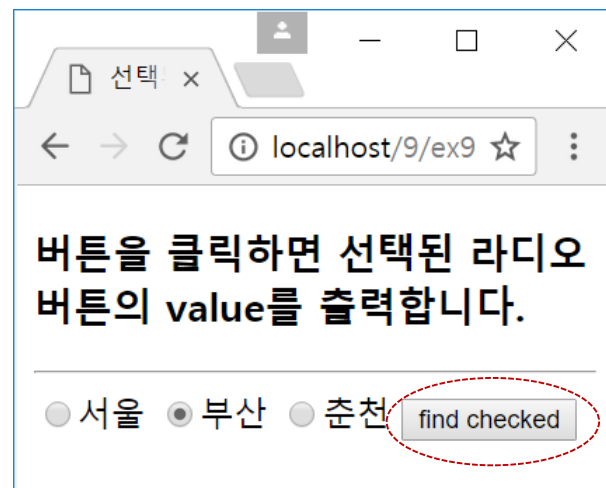 선택
localhost/9/ex9
버튼을 클릭하면 선택된 라디오
버튼의 value를 출력합니다.
서울 부산 춘천 find checked